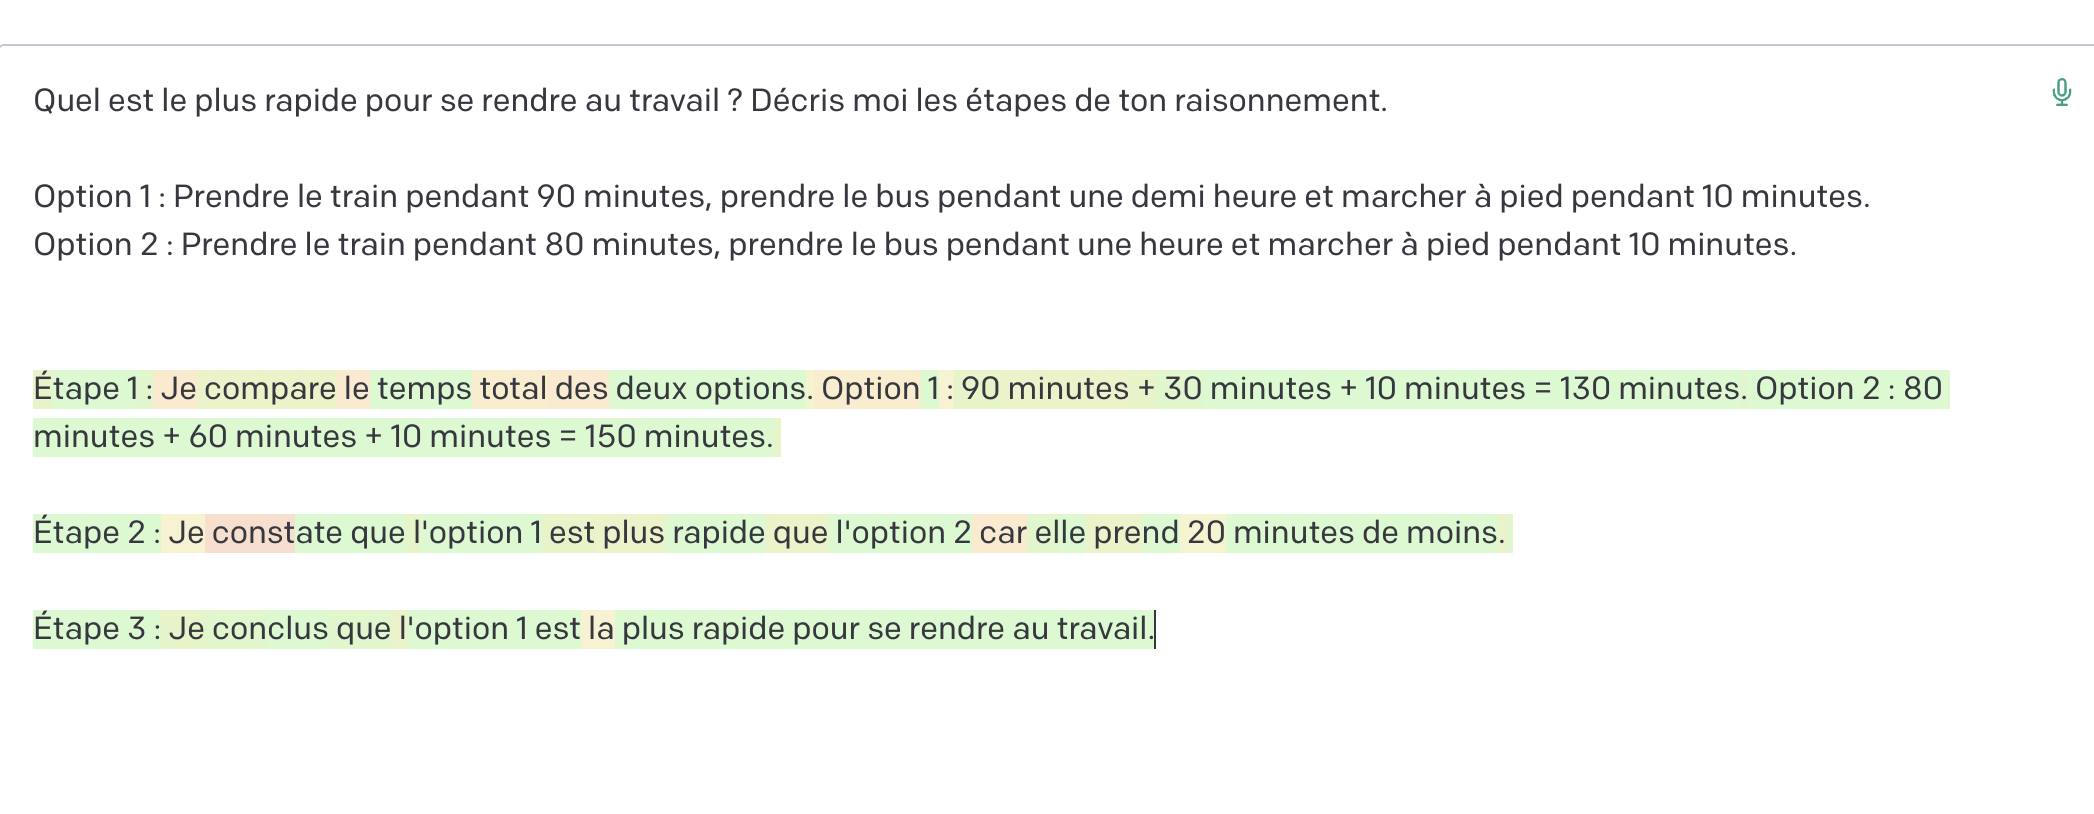 Quel est le plus rapide pour se rendre au travail ? Décris moi les étapes de ton raisonnement.
Option 1 : Prendre le train pendant 90 minutes, prendre le bus pendant une demi heure et marcher à pied pendant 10 minutes.
Option 2 : Prendre le train pendant 80 minutes, prendre le bus pendant une heure et marcher à pied pendant 10 minutes.
Étape 1 : Je compare le temps total des deux options. Option 1 : 90 minutes + 30 minutes + 10 minutes = 130 minutes. Option 2 : 80
minutes + 60 minutes + 10 minutes = 150 minutes.
Étape 2 : Je constate que l'option 1 est plus rapide que l'option 2 car elle prend 20 minutes de moins.
Étape 3 : Je conclus que l'option 1 est la plus rapide pour se rendre au travail.